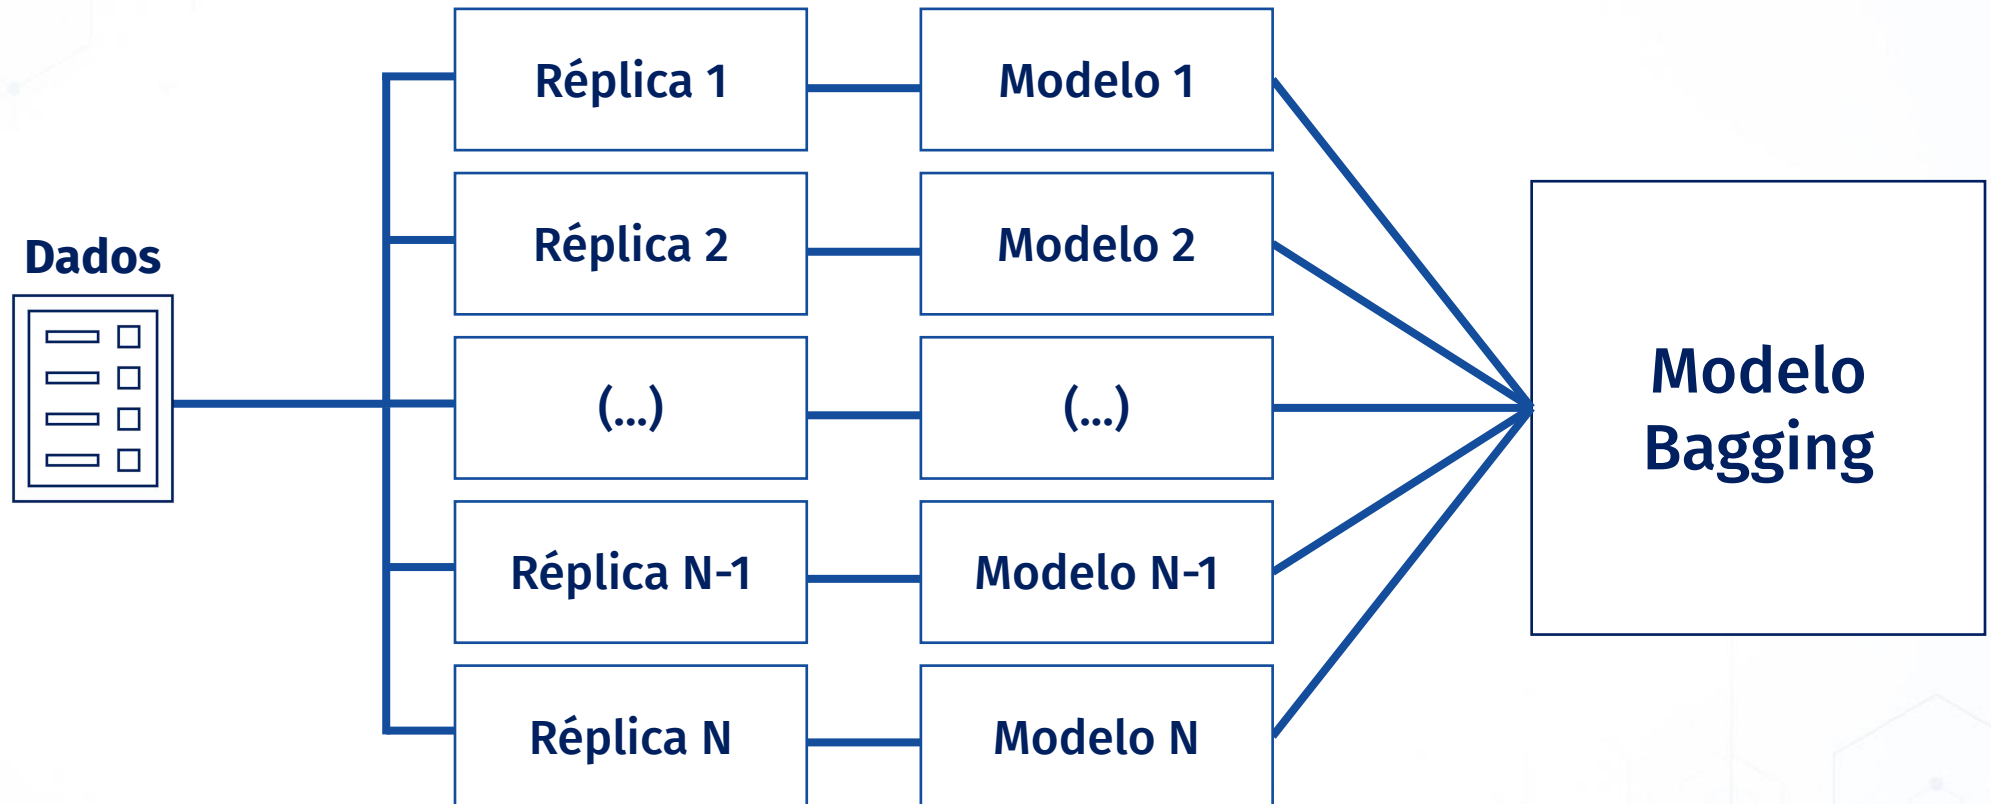 Dados
Réplica 1
Modelo 1
Réplica 2
Modelo 2
(...)
(...)
Réplica N-1
Modelo N-1
Réplica N
Modelo N
Modelo
Bagging